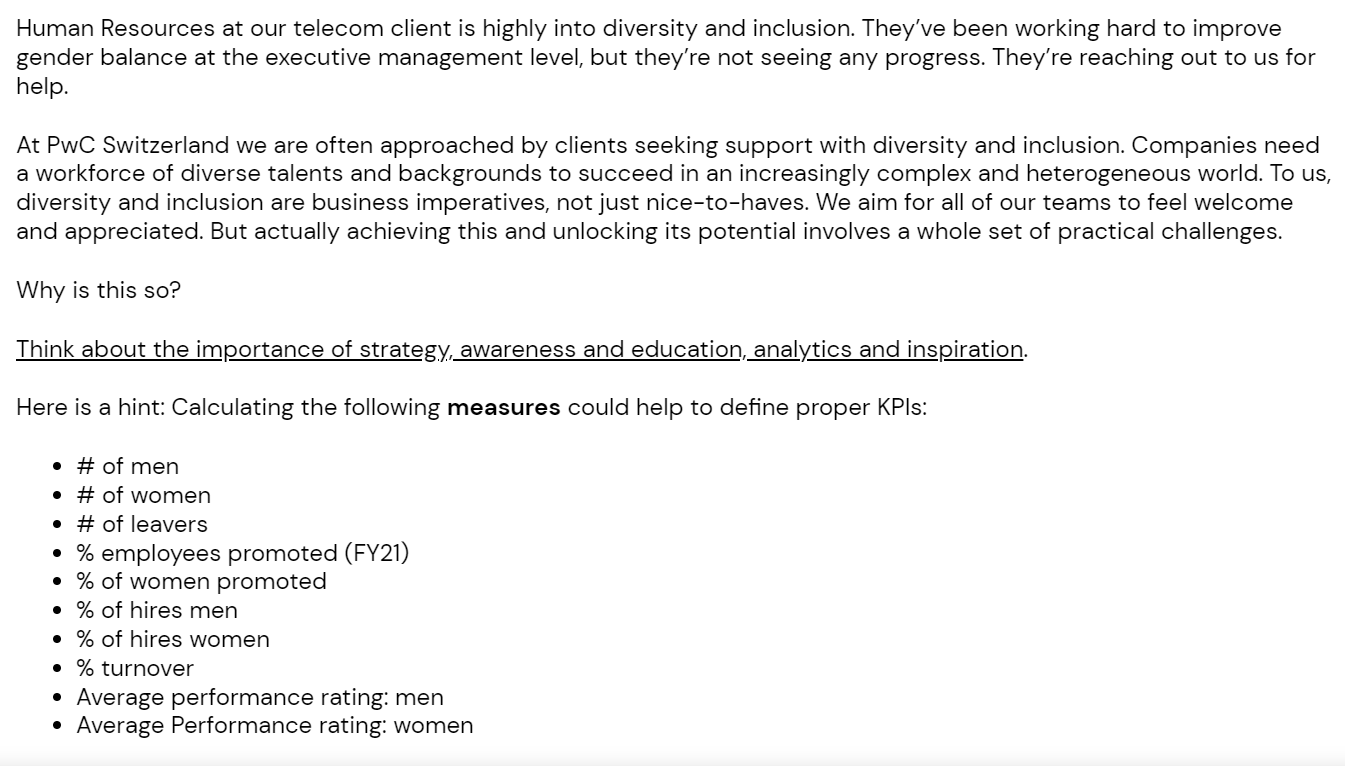 Human Resources at our telecom client is highly into diversity and inclusion. They’ve been working hard to improve
gender balance at the executive management level, but they’re not seeing any progress. They’re reaching out to us for
help.
At PwC Switzerland we are often approached by clients seeking support with diversity and inclusion. Companies need
a workforce of diverse talents and backgrounds to succeed in an increasingly complex and heterogeneous world. To us,
diversity and inclusion are business imperatives, not just nice-to-haves. We aim for all of our teams to feel welcome
and appreciated. But actually achieving this and unlocking its potential involves a whole set of practical challenges.
Why is this so?
Think about the importance of strategy, awareness and education, analytics and inspiration.
Here is a hint: Calculating the following measures could help to define proper KPIs:
• # of men
• # of women
• # of leavers
• % employees promoted (FY21)
• % of women promoted
• % of hires men
• % of hires women
• % turnover
• Average performance rating: men
• Average Performance rating: women